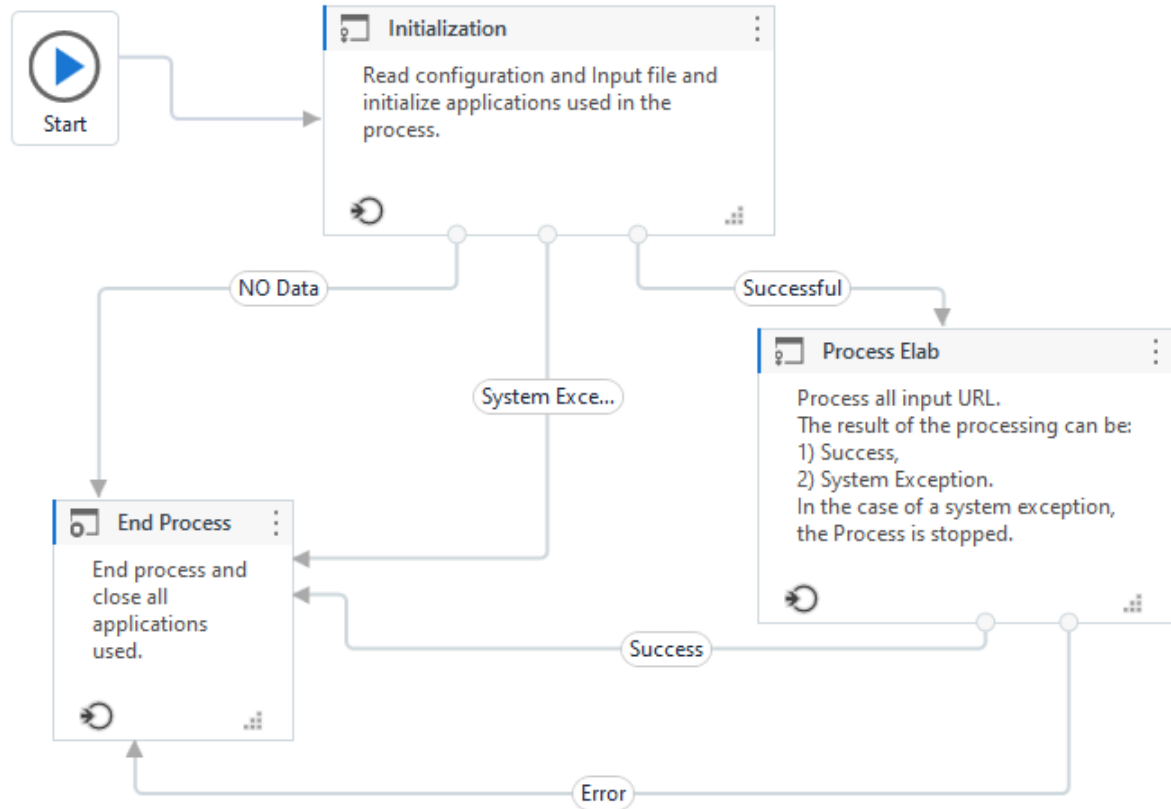 Start
Initialization
Read configuration and Input file and
initialize applications used in the
process.
NO Data
System Exce...
Successful
Process Elab
Process all input URL.
The result of the processing can be:
1) Success,
2) System Exception.
In the case of a system exception,
the Process is stopped.
End Process
End process and
close all
applications
used.
Success
Error